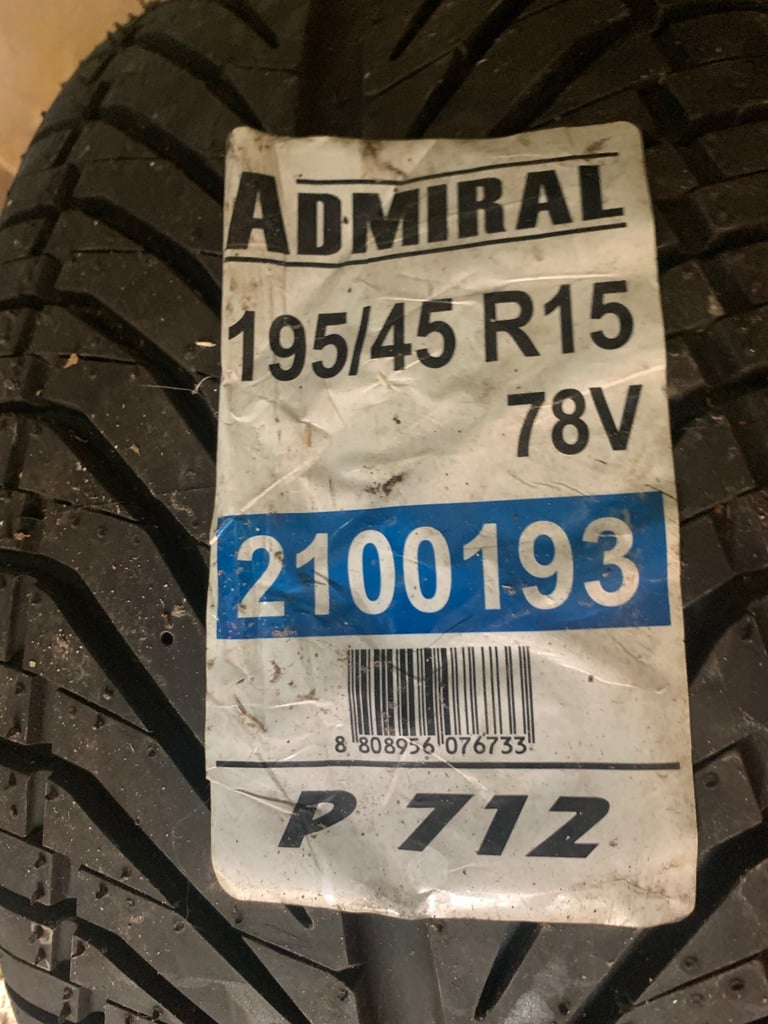 ADMIRAL
195/45 R15
78V
2100193
8 808956 076733
P 712